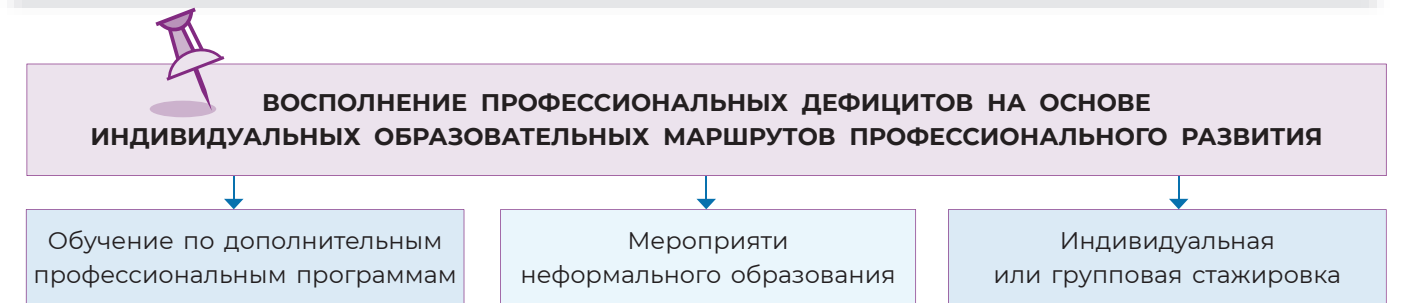 ВОСПОЛНЕНИЕ ПРОФЕССИОНАЛЬНЫХ ДЕФИЦИТОВ НА ОСНОВЕ
ИНДИВИДУАЛЬНЫХ ОБРАЗОВАТЕЛЬНЫХ МАРШРУТОВ ПРОФЕССИОНАЛЬНОГО РАЗВИТИЯ
Обучение по дополнительным
профессиональным программам
Мероприяти
неформального образования
Индивидуальная
или групповая стажировка